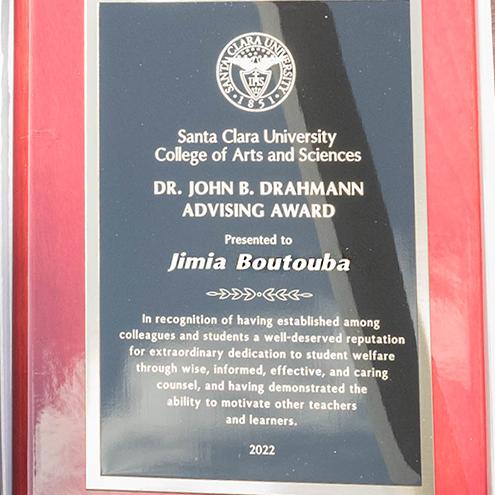 SANTA CLARA UNIVERSITY
IHS
• 1851 •
Santa Clara University
College of Arts and Sciences
DR. JOHN B. DRAHMANN
ADVISING AWARD
Presented to
Jimia Boutouba
In recognition of having established among
colleagues and students a well-deserved reputation
for extraordinary dedication to student welfare
through wise, informed, effective, and caring
counsel, and having demonstrated the
ability to motivate other teachers
and learners.
2022